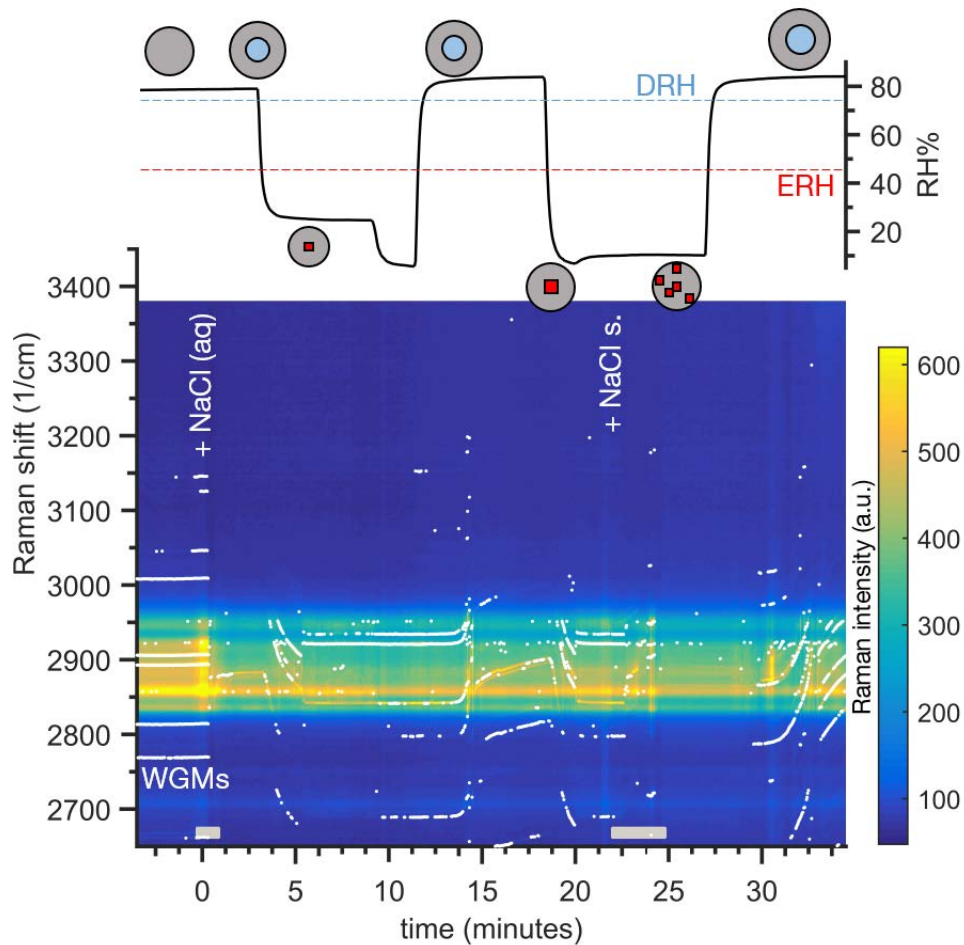 DRH
ERH
80
60
40
20
RH%
3400
3300
3200
3100
3000
2900
2800
2700
Raman shift (1/cm)
+ NaCl (aq)
+ NaCl s.
WGMs
600
500
400
300
200
100
Raman intensity (a.u.)
0
5
10
15
20
25
30
time (minutes)